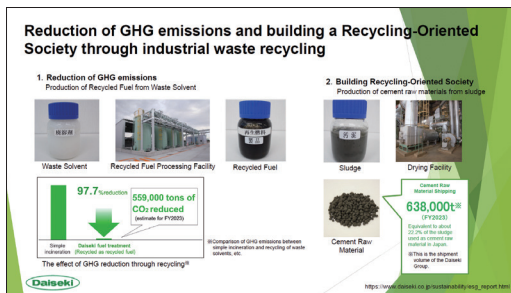 Reduction of GHG emissions and building a Recycling-Oriented
Society through industrial waste recycling
1. Reduction of GHG emissions
Production of Recycled Fuel from Waste Solvent
Waste Solvent
Recycled Fuel Processing Facility
再生燃料
Recycled Fuel
97.7%reduction
559,000 tons of
CO₂ reduced
(estimate for FY2023)
Simple
incineration
Daiseki fuel treatment
(Recycled as recycled fuel)
The effect of GHG reduction through recycling※
※Comparison of GHG emissions between
simple incineration and recycling of waste
solvents, etc.
2. Building Recycling-Oriented Society
Production of cement raw materials from sludge
汚泥
Sludge
Drying Facility
Cement Raw
Material
Cement Raw
Material Shipping
638,000t※
(FY2023)
Equivalent to about
22.2% of the sludge
used as cement raw
material in Japan.
※This is the shipment
volume of the Daiseki
Group.
Daiseki
https://www.daiseki.co.jp/sustainability/esg_report.html